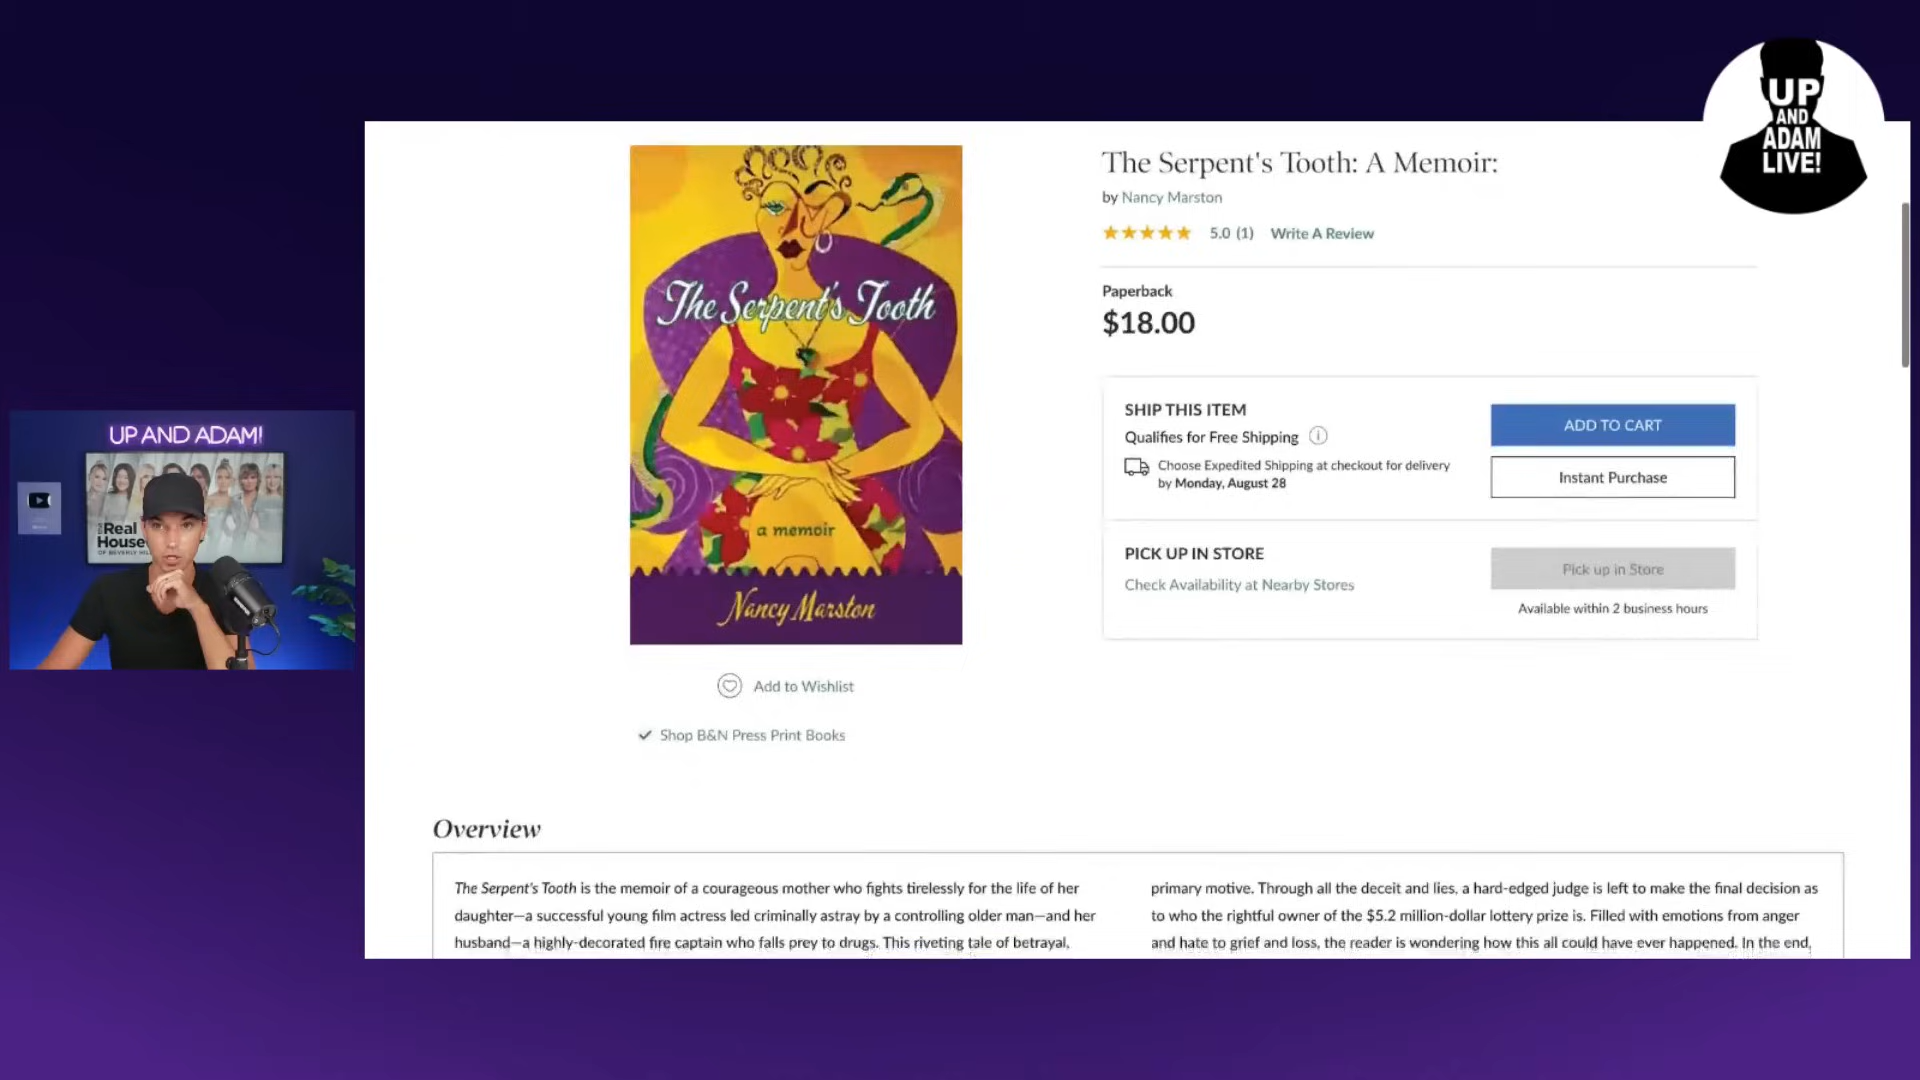 UP
AND
ADAM
LIVE!
UP AND ADAM!
Real
House
OF BEVERLY
The Serpent's Tooth
a memoir
Nancy Marston
Add to Wishlist
Shop B&N Press Print Books
The Serpent's Tooth: A Memoir:
by Nancy Marston
5.0 (1) Write A Review
Paperback
$18.00
SHIP THIS ITEM
Qualifies for Free Shipping
Choose Expedited Shipping at checkout for delivery
by Monday, August 28
ADD TO CART
Instant Purchase
PICK UP IN STORE
Check Availability at Nearby Stores
Pick up in Store
Available within 2 business hours
Overview
The Serpent's Tooth is the memoir of a courageous mother who fights tirelessly for the life of her
daughter—a successful young film actress led criminally astray by a controlling older man—and her
husband—a highly-decorated fire captain who falls prey to drugs. This riveting tale of betrayal,
primary motive. Through all the deceit and lies, a hard-edged judge is left to make the final decision as
to who the rightful owner of the $5.2 million-dollar lottery prize is. Filled with emotions from anger
and hate to grief and loss, the reader is wondering how this all could have ever happened. In the end,